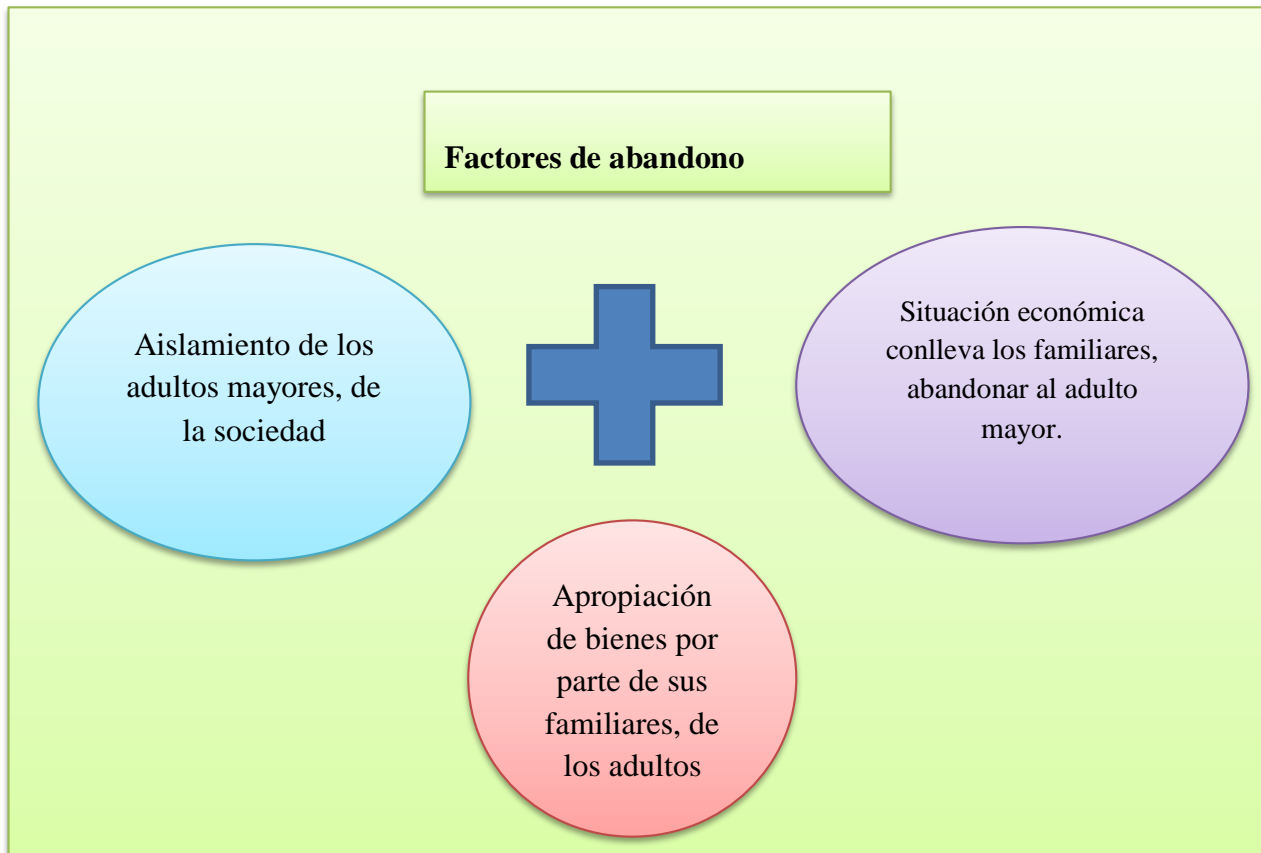 Factores de abandono
Aislamiento de los
adultos mayores, de
la sociedad
Situación económica
conlleva los familiares,
abandonar al adulto
mayor.
Apropiación
de bienes por
parte de sus
familiares, de
los adultos